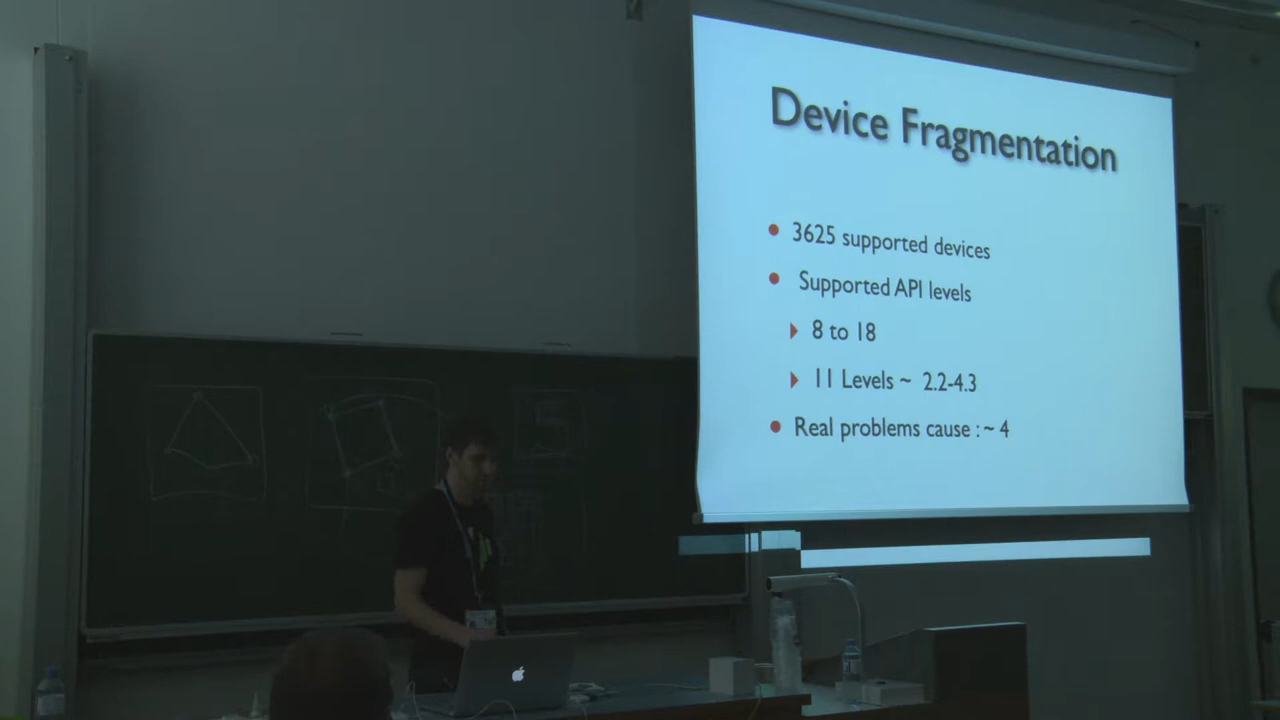 Device Fragmentation
3625 supported devices
Supported API levels
8 to 18
11 Levels ~ 2.2-4.3
Real problems cause : ~ 4